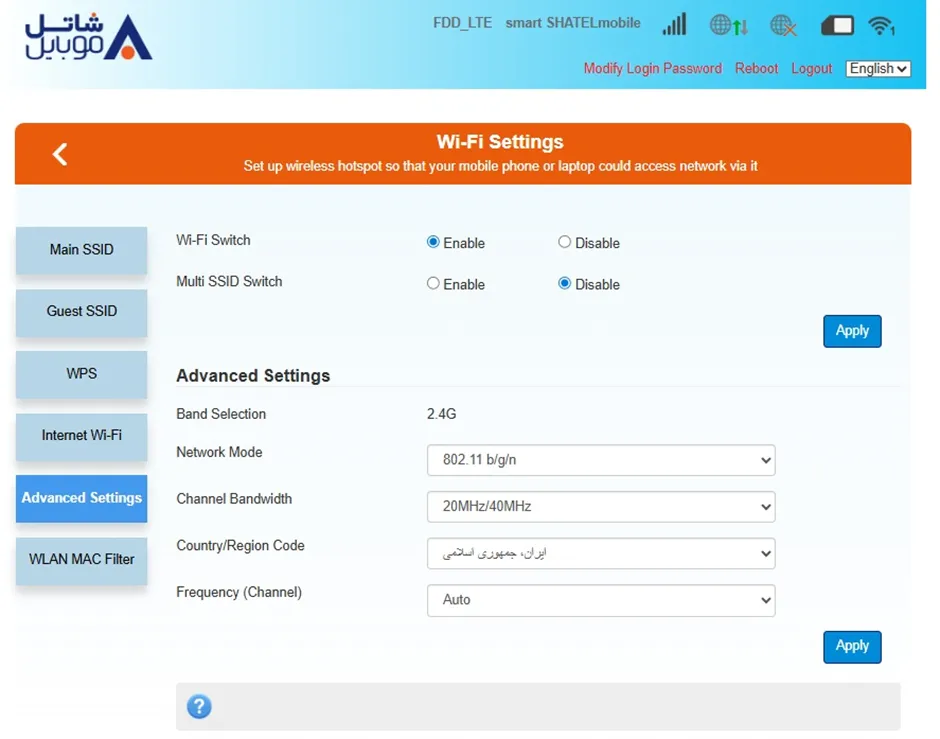 شاتل
موبایل
FDD_LTE smart SHATELmobile 1
Modify Login Password Reboot Logout English
Wi-Fi Settings
Set up wireless hotspot so that your mobile phone or laptop could access network via it
Main SSID
Guest SSID
WPS
Internet Wi-Fi
Advanced Settings
WLAN MAC Filter
Wi-Fi Switch Enable Disable
Multi SSID Switch Enable Disable
Apply
Advanced Settings
Band Selection 2.4G
Network Mode 802.11 b/g/n
Channel Bandwidth 20MHz/40MHz
Country/Region Code ایران، جمهوری اسلامی
Frequency (Channel) Auto
Apply
?